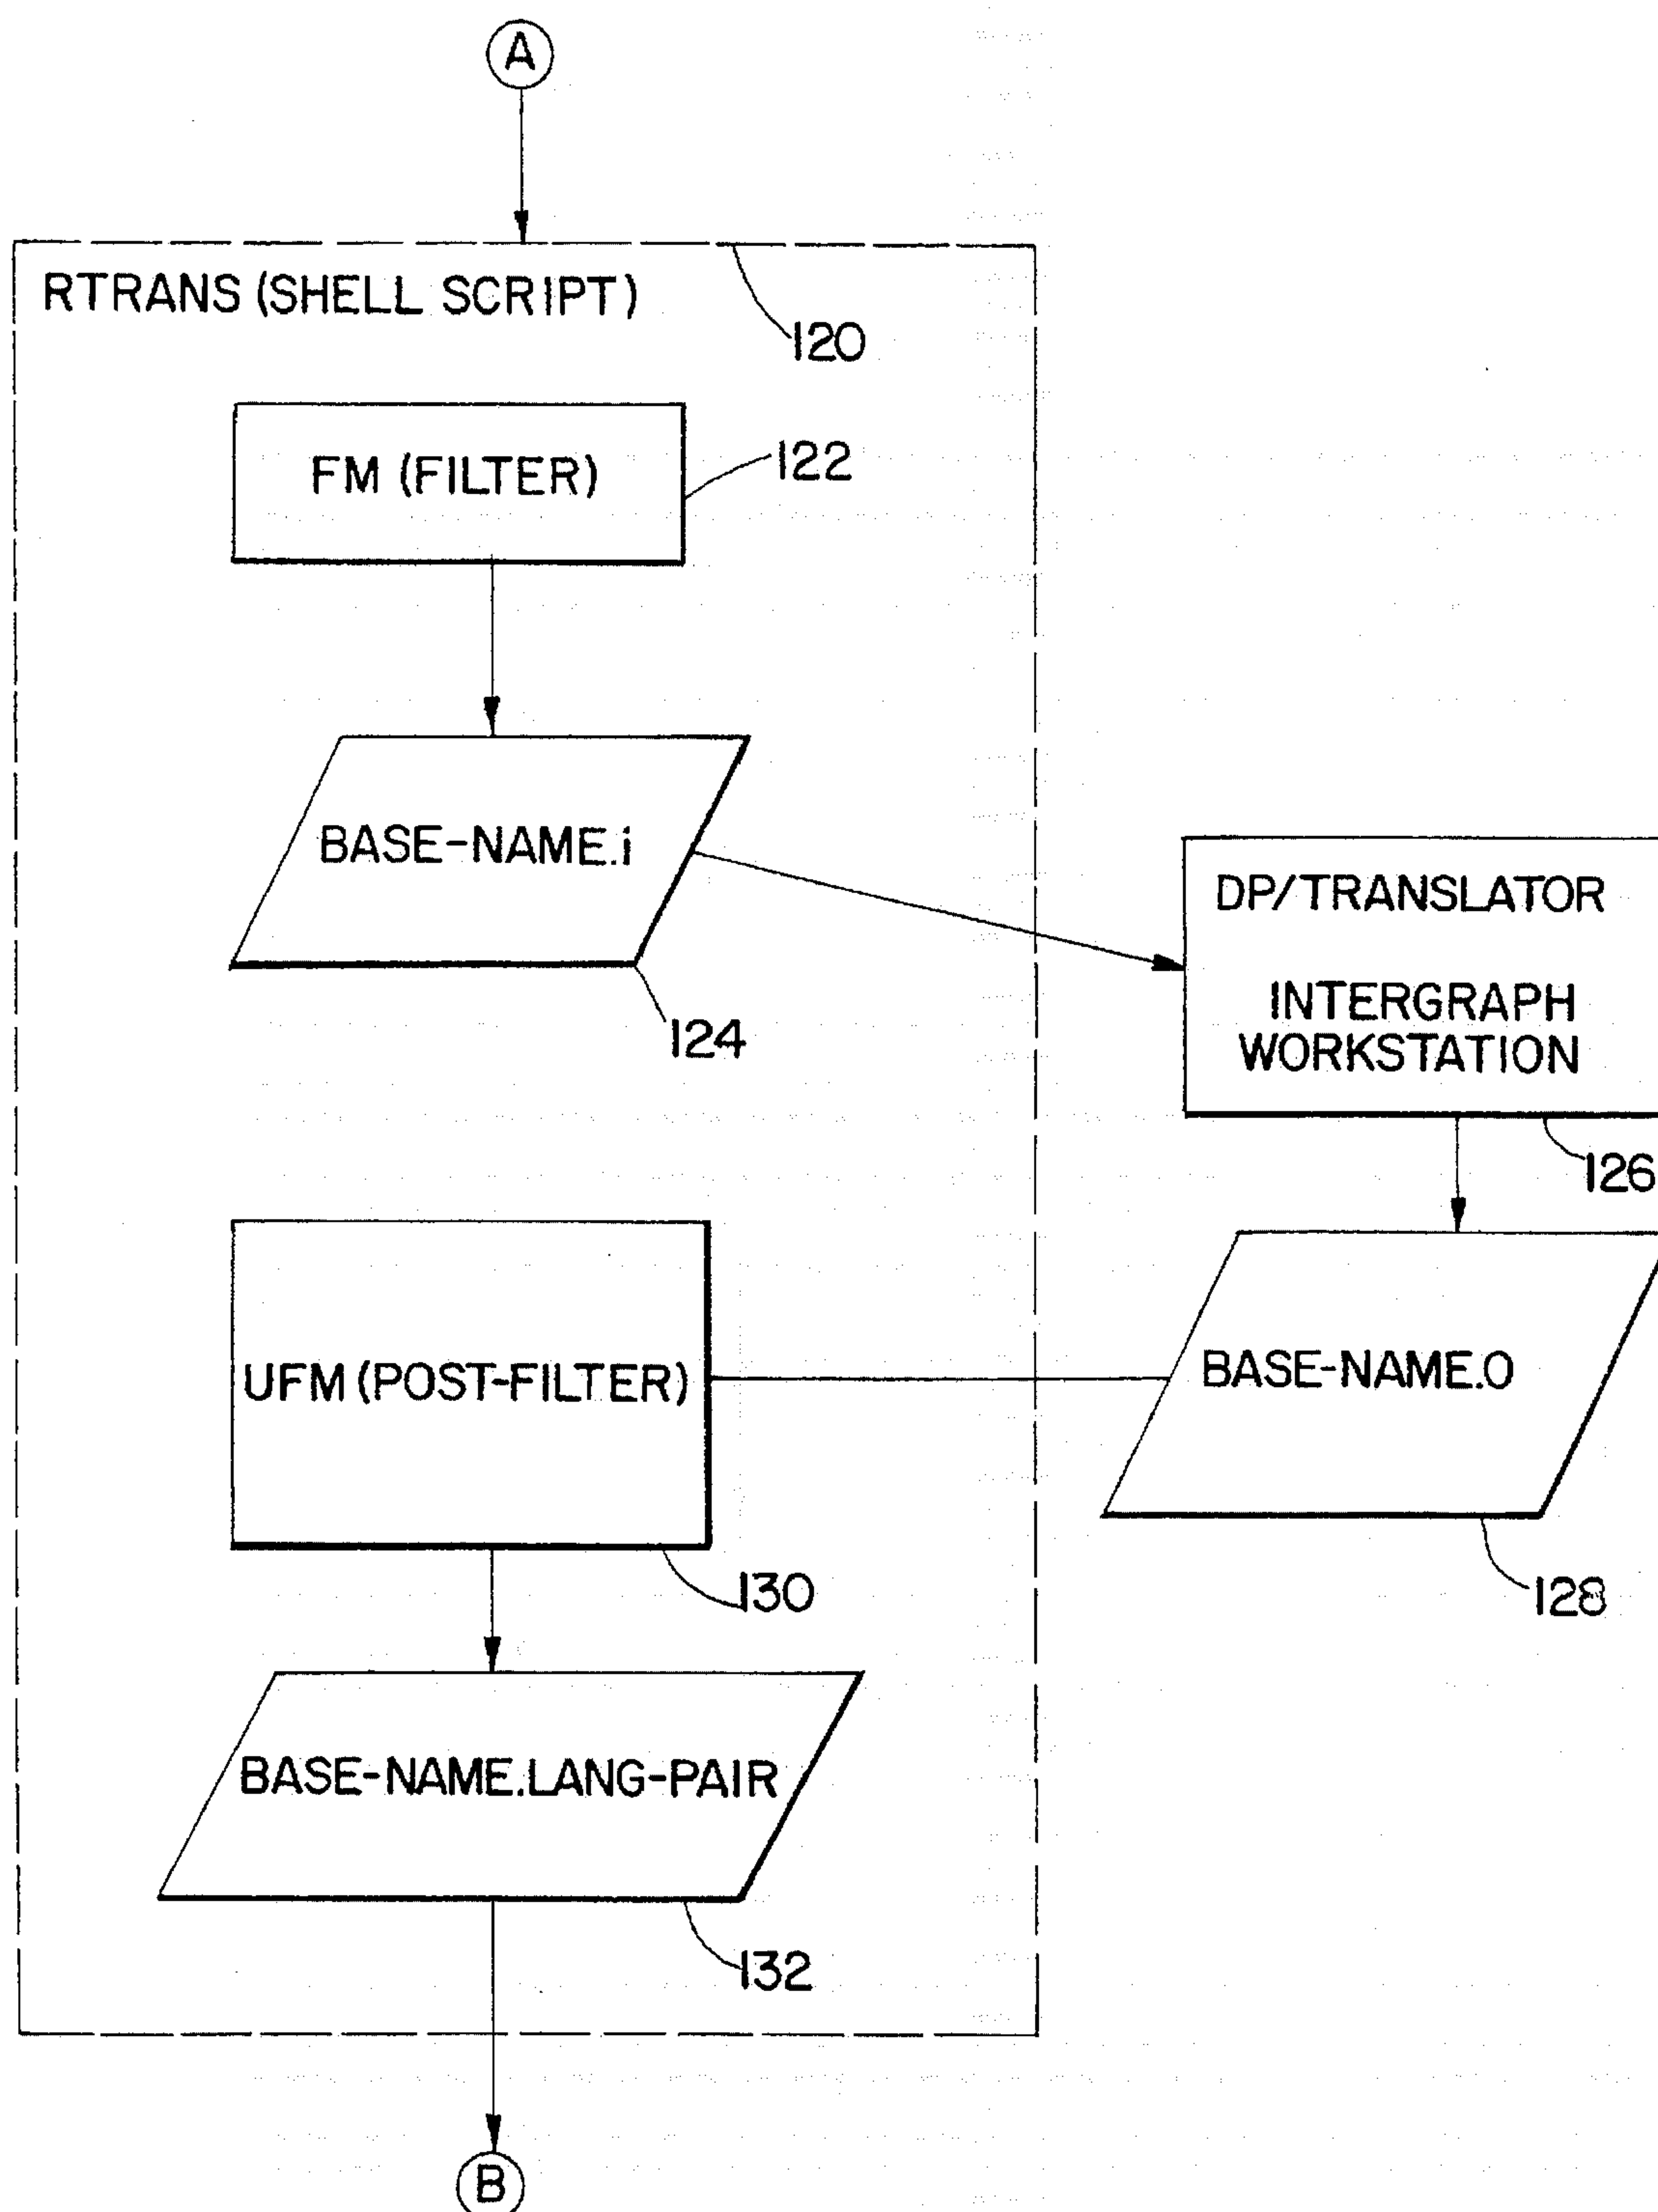 A
RTRANS (SHELL SCRIPT)
120
FM (FILTER)
122
BASE-NAME.i
124
DP/TRANSLATOR
INTERGRAPH
WORKSTATION
126
UFM (POST-FILTER)
130
BASE-NAME.O
128
BASE-NAME.LANG-PAIR
132
B